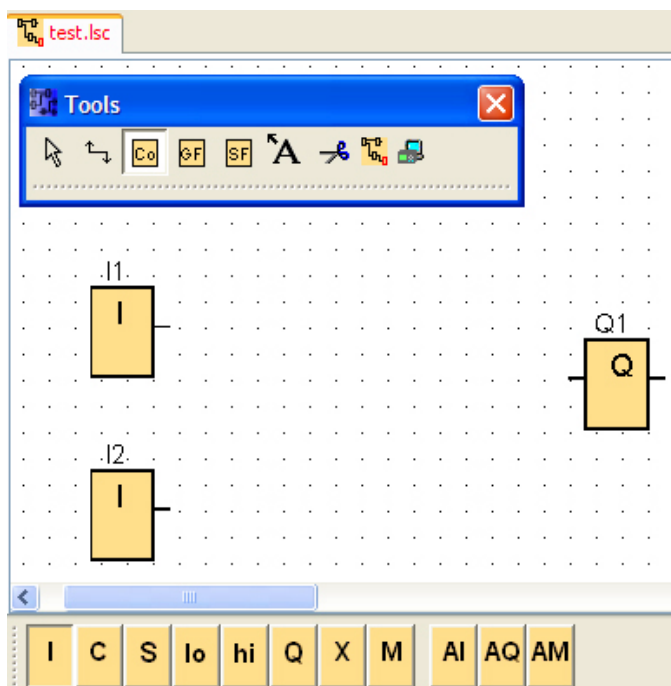 test.lsc
Tools
Co GF SF A
I1
I
Q1
Q
I2
I
I C S lo hi Q X M AI AQ AM